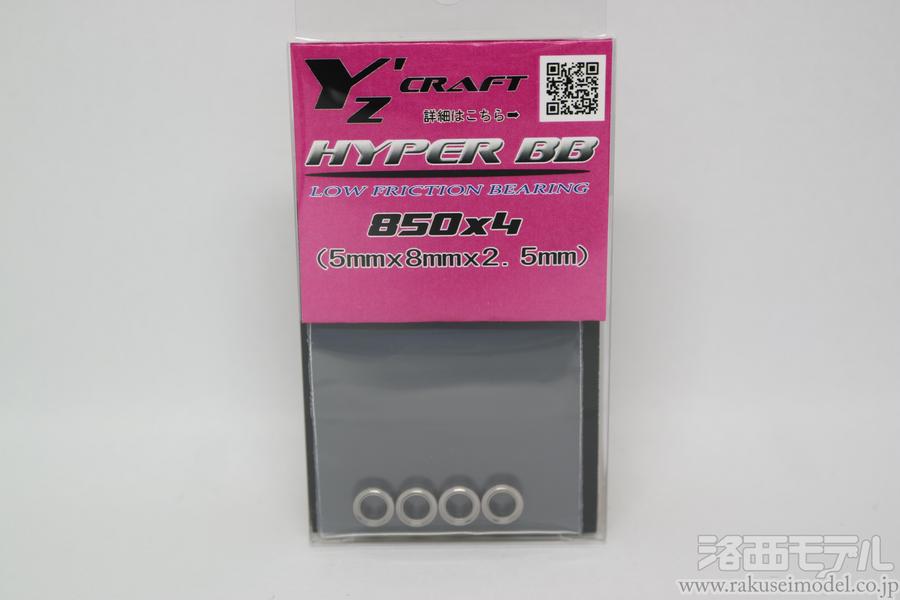 Yz' CRAFT
詳細はこちら➡
HYPER BB
LOW FRICTION BEARING
850x4
(5mmx8mmx2.5mm)
洛西モデル
www.rakuseimodel.co.jp